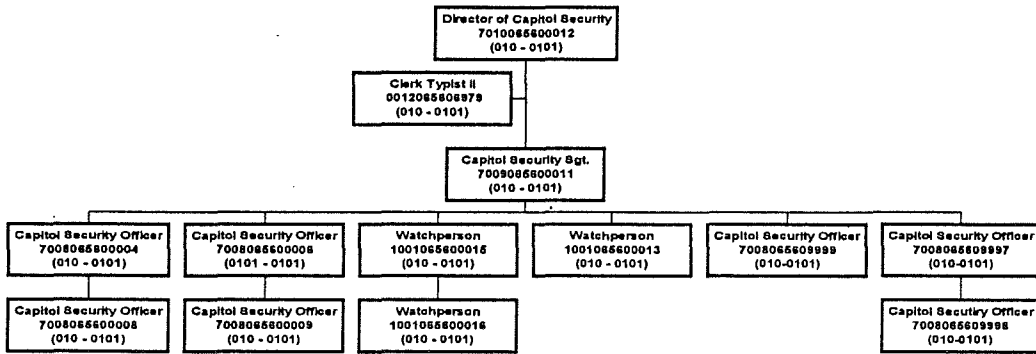 Director of Capitol Security
7010065600012
(010 - 0101)
Clerk Typist II
0012065606979
(010 - 0101)
Capitol Security Sgt.
7009065600011
(010 - 0101)
Capitol Security Officer
7008065600004
(010 - 0101)
Capitol Security Officer
7008065600006
(0101 - 0101)
Watchperson
1001065600015
(010 - 0101)
Watchperson
1001065600013
(010 - 0101)
Capitol Security Officer
7008065609999
(010-0101)
Capitol Security Officer
7008065609997
(010-0101)
Capitol Security Officer
7008065600008
(010 - 0101)
Capitol Security Officer
7008065600009
(010 - 0101)
Watchperson
1001065600016
(010 - 0101)
Capitol Secutiry Officer
7008065609998
(010-0101)